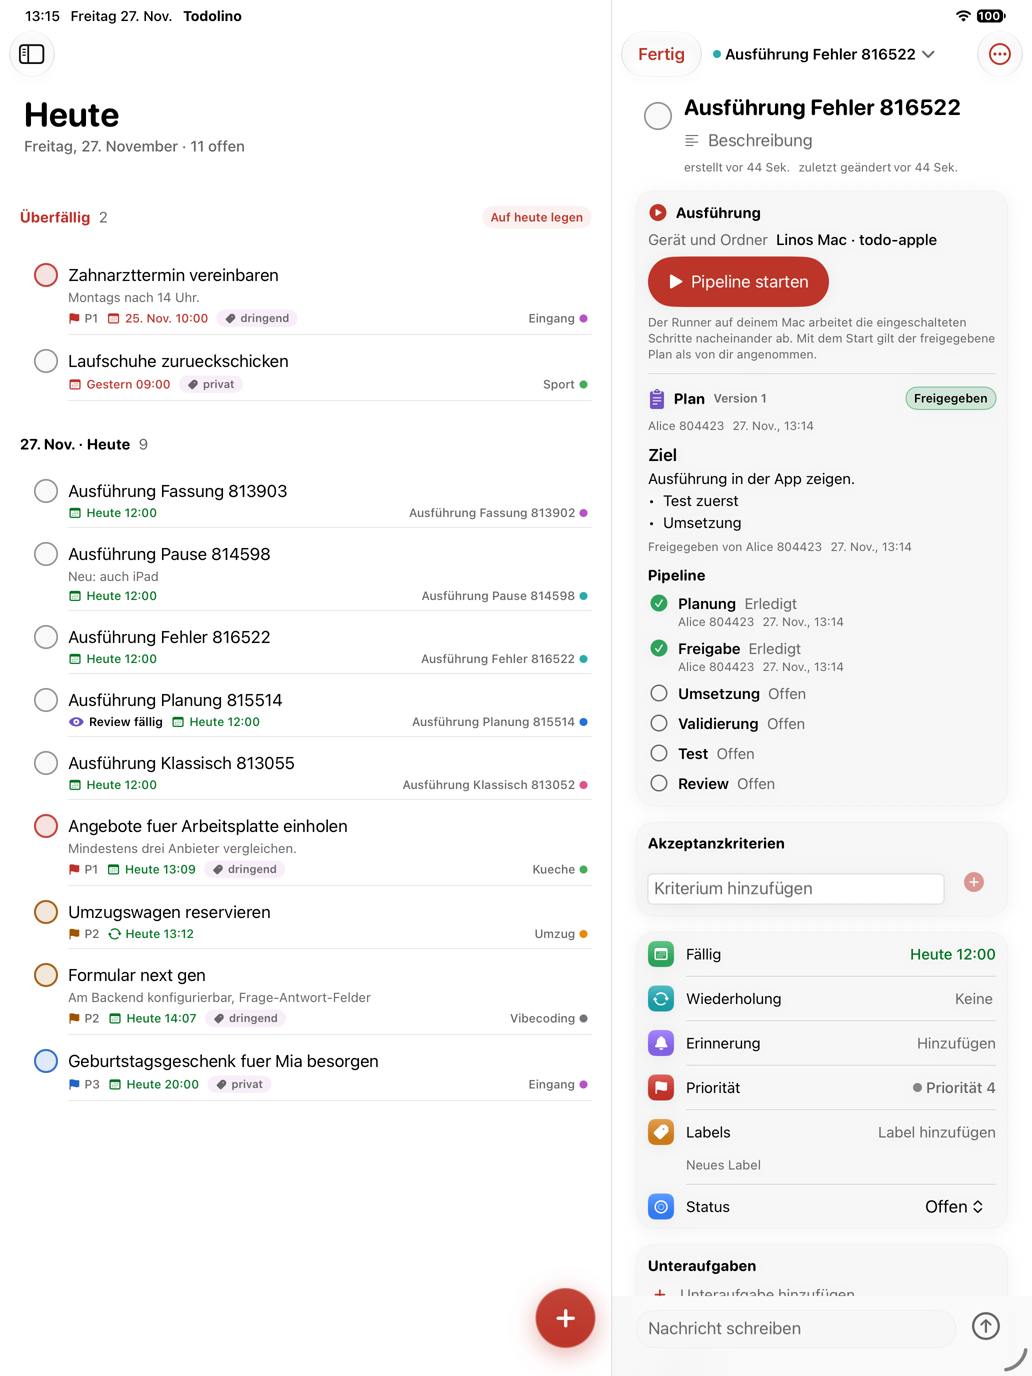 13:15 Freitag 27. Nov. Todolino
100
Heute
Freitag, 27. November · 11 offen
Überfällig 2
Auf heute legen
Zahnarzttermin vereinbaren
Montags nach 14 Uhr.
P1 25. Nov. 10:00 dringend Eingang
Laufschuhe zurueckschicken
Gestern 09:00 privat Sport
27. Nov. · Heute 9
Ausführung Fassung 813903
Heute 12:00 Ausführung Fassung 813902
Ausführung Pause 814598
Neu: auch iPad
Heute 12:00 Ausführung Pause 814598
Ausführung Fehler 816522
Heute 12:00 Ausführung Fehler 816522
Ausführung Planung 815514
Review fällig Heute 12:00 Ausführung Planung 815514
Ausführung Klassisch 813055
Heute 12:00 Ausführung Klassisch 813052
Angebote fuer Arbeitsplatte einholen
Mindestens drei Anbieter vergleichen.
P1 Heute 13:09 dringend Kueche
Umzugswagen reservieren
P2 Heute 13:12 Umzug
Formular next gen
Am Backend konfigurierbar, Frage-Antwort-Felder
P2 Heute 14:07 dringend Vibecoding
Geburtstagsgeschenk fuer Mia besorgen
P3 Heute 20:00 privat Eingang
Fertig
Ausführung Fehler 816522
Ausführung Fehler 816522
Beschreibung
erstellt vor 44 Sek. zuletzt geändert vor 44 Sek.
Ausführung
Gerät und Ordner Linos Mac · todo-apple
Pipeline starten
Der Runner auf deinem Mac arbeitet die eingeschalteten
Schritte nacheinander ab. Mit dem Start gilt der freigegebene
Plan als von dir angenommen.
Plan Version 1 Freigegeben
Alice 804423 27. Nov., 13:14
Ziel
Ausführung in der App zeigen.
• Test zuerst
• Umsetzung
Freigegeben von Alice 804423 27. Nov., 13:14
Pipeline
Planung Erledigt
Alice 804423 27. Nov., 13:14
Freigabe Erledigt
Alice 804423 27. Nov., 13:14
Umsetzung Offen
Validierung Offen
Test Offen
Review Offen
Akzeptanzkriterien
Kriterium hinzufügen
Fällig Heute 12:00
Wiederholung Keine
Erinnerung Hinzufügen
Priorität Priorität 4
Labels Label hinzufügen
Neues Label
Status Offen
Unteraufgaben
Unteraufgabe hinzufügen
Nachricht schreiben